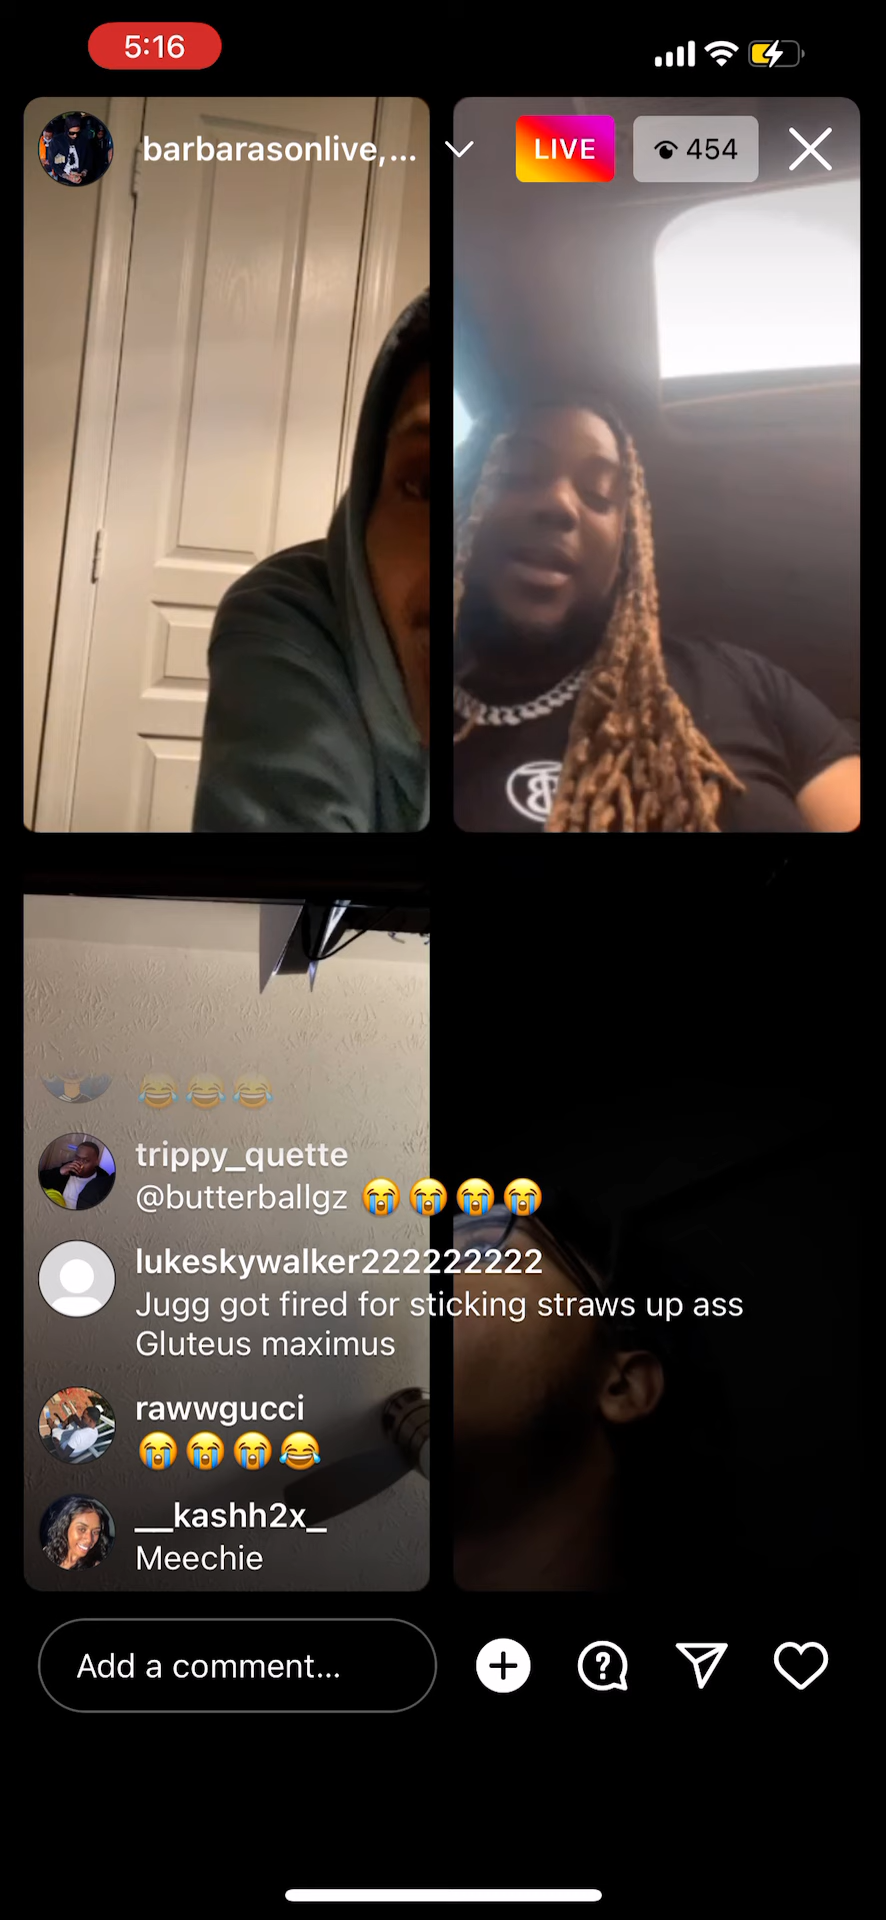 5:16
barbarasonlive,...
LIVE
454
😂😂😂
trippy_quette
@butterballgz 😭😭😭😭
lukeskywalker222222222
Jugg got fired for sticking straws up ass
Gluteus maximus
rawwgucci
😭😭😭😂
__kashh2x_
Meechie
Add a comment...